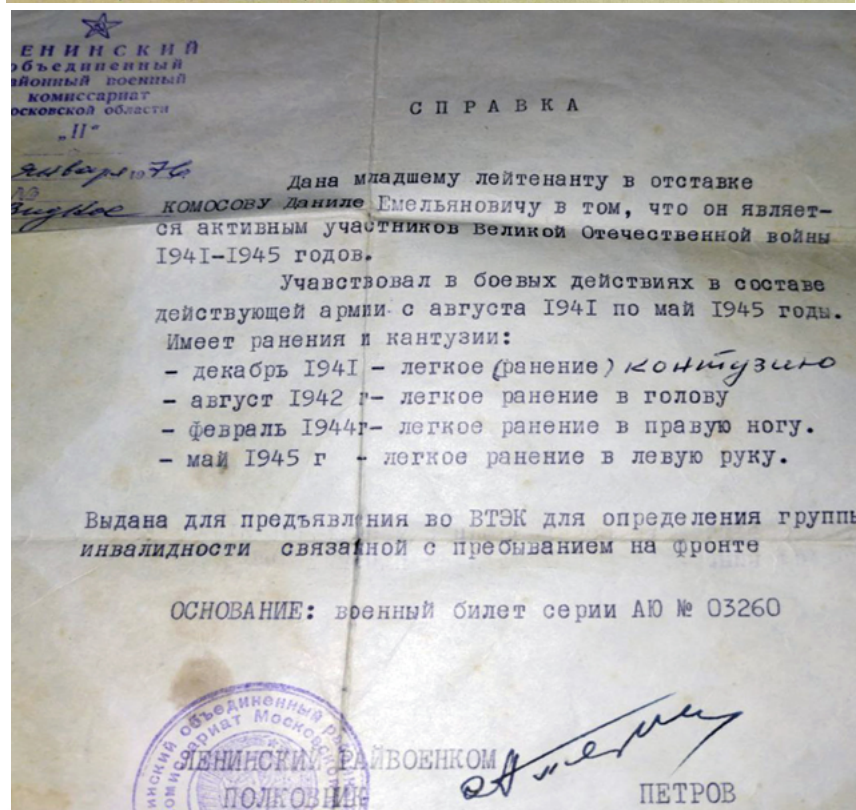 ЕНИНСКИЙ
объединенный
айонный военный
комиссариат
осковской области
„II“
января 1976
Видное
СПРАВКА
Дана младшему лейтенанту в отставке
КОМОСОВУ Даниле Емельяновичу в том, что он являет-
ся активным участников Великой Отечественной войны
I94I-I945 годов.
Учавствовал в боевых действиях в составе
действующей армии с августа I94I по май I945 годы.
Имеет ранения и кантузии:
- декабрь I94I - легкое (ранение) контузию
- август I942 г- легкое ранение в голову
- февраль I944г- легкое ранение в правую ногу.
- май I945 г - легкое ранение в левую руку.
Выдана для предъявления во ВТЭК для определения группы
инвалидности связанной с пребыванием на фронте
ОСНОВАНИЕ: военный билет серии АЮ № 03260
ЛЕНИНСКИЙ РАЙВОЕНКОМ
ПОЛКОВНИК ПЕТРОВ